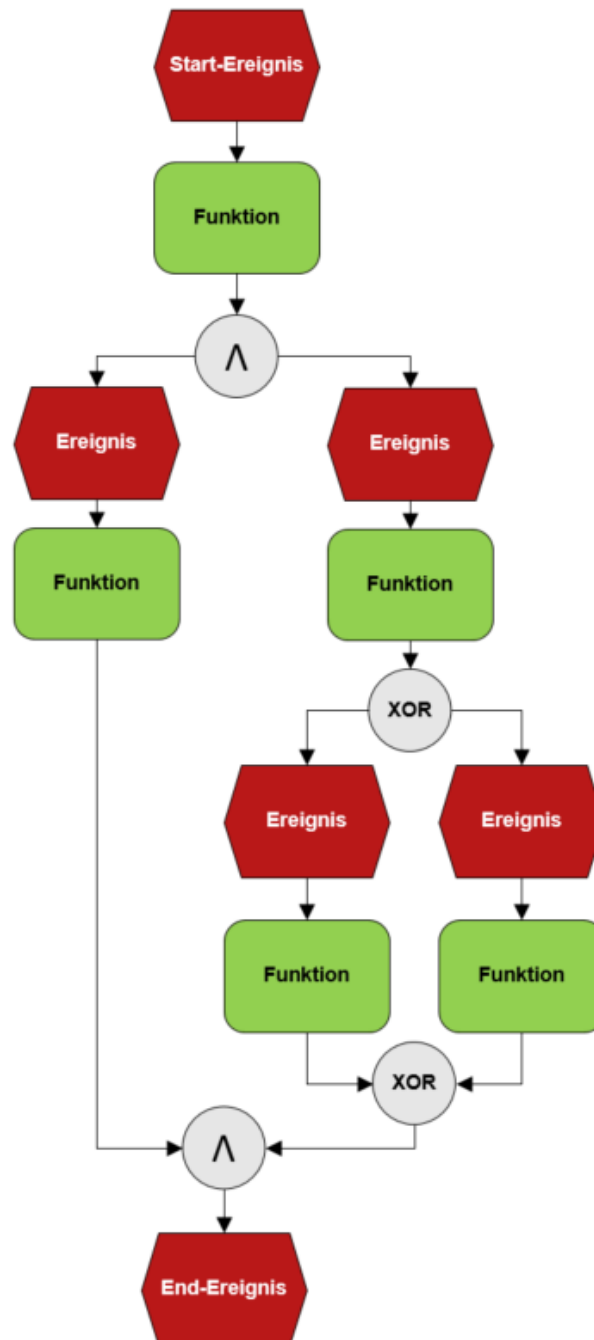 Start-Ereignis
Funktion
Λ
Ereignis
Ereignis
Funktion
Funktion
XOR
Ereignis
Ereignis
Funktion
Funktion
XOR
Λ
End-Ereignis